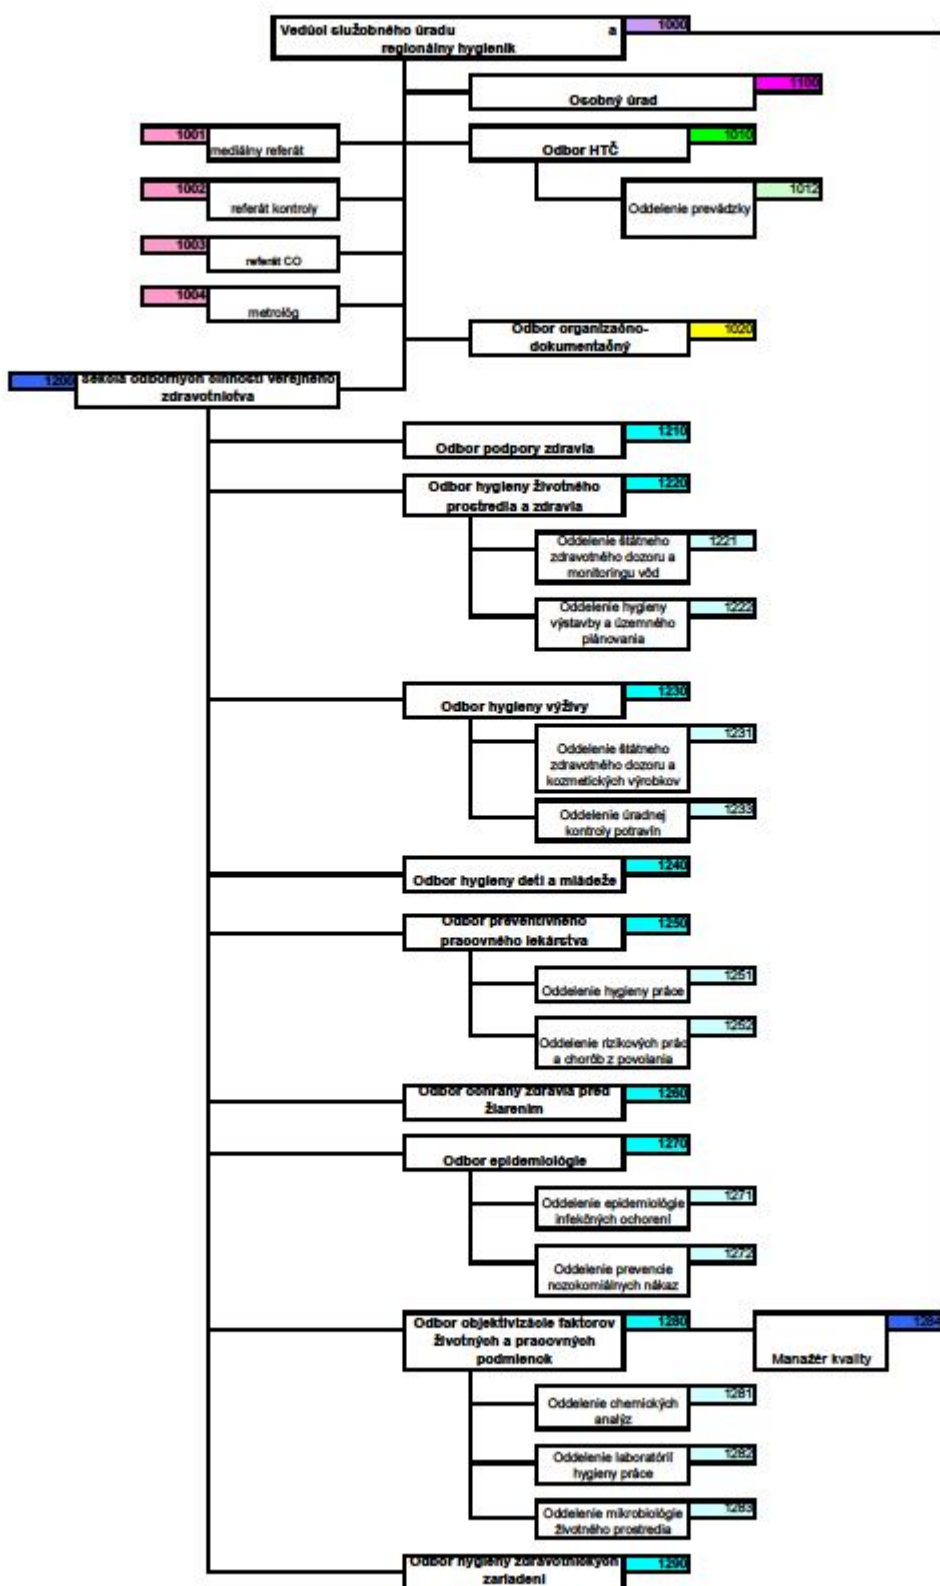 Vedúci služobného úradu a
regionálny hygienik
1000
Osobný úrad
1100
1001
mediálny referát
Odbor HTČ
1010
1002
referát kontroly
Oddelenie prevádzky
1012
1003
referát CO
1004
metrológ
Odbor organizačno-
dokumentačný
1020
1200
Sekcia odborných činností verejného
zdravotníctva
Odbor podpory zdravia
1210
Odbor hygieny životného
prostredia a zdravia
1220
Oddelenie štátneho
zdravotného dozoru a
monitoringu vôd
1221
Oddelenie hygieny
výstavby a územného
plánovania
1222
Odbor hygieny výživy
1230
Oddelenie štátneho
zdravotného dozoru a
kozmetických výrobkov
1231
Oddelenie úradnej
kontroly potravín
1233
Odbor hygieny detí a mládeže
1240
Odbor preventívneho
pracovného lekárstva
1250
Oddelenie hygieny práce
1251
Oddelenie rizikových prác
a chorôb z povolania
1252
Odbor ochrany zdravia pred
žiarením
1260
Odbor epidemiológie
1270
Oddelenie epidemiológie
infekčných ochorení
1271
Oddelenie prevencie
nozokomiálnych nákaz
1272
Odbor objektivizácie faktorov
životných a pracovných
podmienok
1280
Manažér kvality
1284
Oddelenie chemických
analýz
1281
Oddelenie laboratórií
hygieny práce
1282
Oddelenie mikrobiológie
životného prostredia
1283
Odbor hygieny zdravotníckych
zariadení
1290